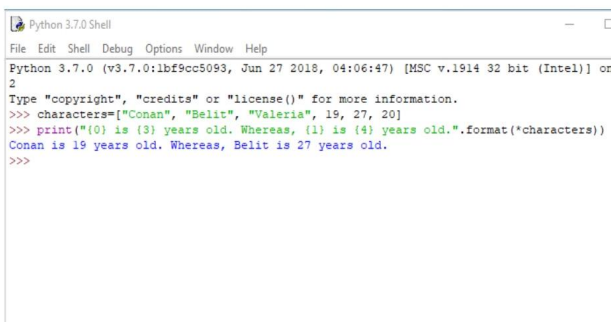 Python 3.7.0 Shell
File Edit Shell Debug Options Window Help
Python 3.7.0 (v3.7.0:1bf9cc5093, Jun 27 2018, 04:06:47) [MSC v.1914 32 bit (Intel)] on
2
Type "copyright", "credits" or "license()" for more information.
>>> characters=["Conan", "Belit", "Valeria", 19, 27, 20]
>>> print("{0} is {3} years old. Whereas, {1} is {4} years old.".format(*characters))
Conan is 19 years old. Whereas, Belit is 27 years old.
>>>